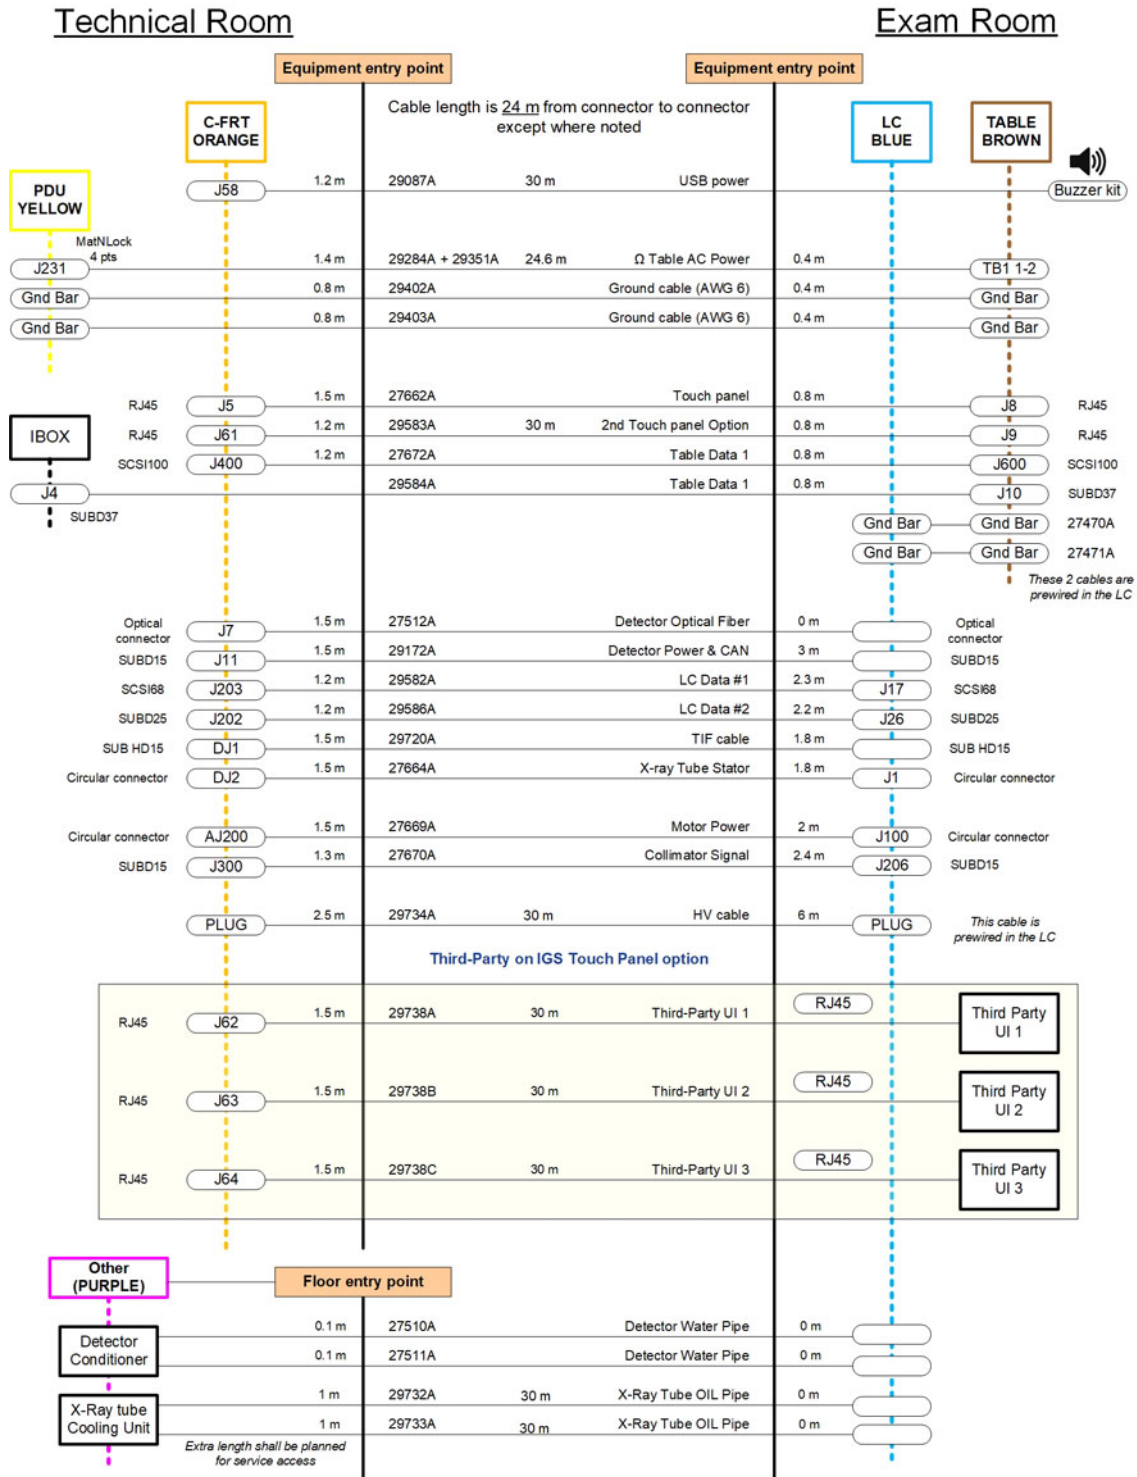 Technical Room
Exam Room
Equipment entry point
Equipment entry point
Cable length is 24 m from connector to connector
except where noted
C-FRT
ORANGE
LC
BLUE
TABLE
BROWN
PDU
YELLOW
J58 1.2 m 29087A 30 m USB power Buzzer kit
MatNLock
4 pts
J231 1.4 m 29284A + 29351A 24.6 m Ω Table AC Power 0.4 m TB1 1-2
Gnd Bar 0.8 m 29402A Ground cable (AWG 6) 0.4 m Gnd Bar
Gnd Bar 0.8 m 29403A Ground cable (AWG 6) 0.4 m Gnd Bar
RJ45 J5 1.5 m 27662A Touch panel 0.8 m J8 RJ45
IBOX
RJ45 J61 1.2 m 29583A 30 m 2nd Touch panel Option 0.8 m J9 RJ45
SCSI100 J400 1.2 m 27672A Table Data 1 0.8 m J600 SCSI100
J4 29584A Table Data 1 0.8 m J10 SUBD37
SUBD37
Gnd Bar Gnd Bar 27470A
Gnd Bar Gnd Bar 27471A
These 2 cables are
prewired in the LC
Optical
connector
J7 1.5 m 27512A Detector Optical Fiber 0 m
Optical
connector
SUBD15 J11 1.5 m 29172A Detector Power & CAN 3 m SUBD15
SCSI68 J203 1.2 m 29582A LC Data #1 2.3 m J17 SCSI68
SUBD25 J202 1.2 m 29586A LC Data #2 2.2 m J26 SUBD25
SUB HD15 DJ1 1.5 m 29720A TIF cable 1.8 m SUB HD15
Circular connector DJ2 1.5 m 27664A X-ray Tube Stator 1.8 m J1 Circular connector
Circular connector AJ200 1.5 m 27669A Motor Power 2 m J100 Circular connector
SUBD15 J300 1.3 m 27670A Collimator Signal 2.4 m J206 SUBD15
PLUG 2.5 m 29734A 30 m HV cable 6 m PLUG
This cable is
prewired in the LC
Third-Party on IGS Touch Panel option
RJ45 J62 1.5 m 29738A 30 m Third-Party UI 1 RJ45
Third Party
UI 1
RJ45 J63 1.5 m 29738B 30 m Third-Party UI 2 RJ45
Third Party
UI 2
RJ45 J64 1.5 m 29738C 30 m Third-Party UI 3 RJ45
Third Party
UI 3
Other
(PURPLE)
Floor entry point
Detector
Conditioner
0.1 m 27510A Detector Water Pipe 0 m
0.1 m 27511A Detector Water Pipe 0 m
X-Ray tube
Cooling Unit
1 m 29732A 30 m X-Ray Tube OIL Pipe 0 m
1 m 29733A 30 m X-Ray Tube OIL Pipe 0 m
Extra length shall be planned
for service access